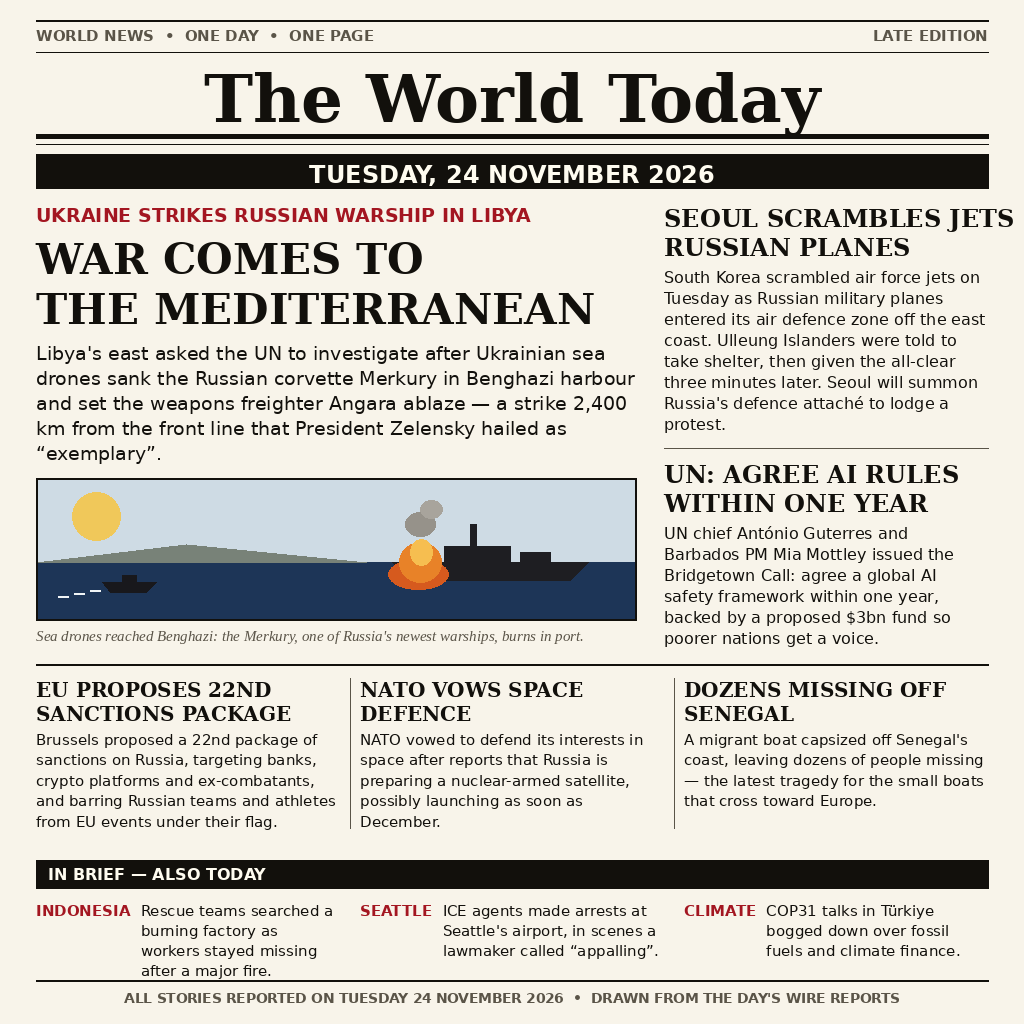 WORLD NEWS • ONE DAY • ONE PAGE
LATE EDITION
The World Today
TUESDAY, 24 NOVEMBER 2026
UKRAINE STRIKES RUSSIAN WARSHIP IN LIBYA
WAR COMES TO
THE MEDITERRANEAN
Libya's east asked the UN to investigate after Ukrainian sea
drones sank the Russian corvette Merkury in Benghazi harbour
and set the weapons freighter Angara ablaze — a strike 2,400
km from the front line that President Zelensky hailed as
“exemplary”.
Sea drones reached Benghazi: the Merkury, one of Russia's newest warships, burns in port.
SEOUL SCRAMBLES JETS
RUSSIAN PLANES
South Korea scrambled air force jets on
Tuesday as Russian military planes
entered its air defence zone off the east
coast. Ulleung Islanders were told to
take shelter, then given the all-clear
three minutes later. Seoul will summon
Russia's defence attaché to lodge a
protest.
UN: AGREE AI RULES
WITHIN ONE YEAR
UN chief António Guterres and
Barbados PM Mia Mottley issued the
Bridgetown Call: agree a global AI
safety framework within one year,
backed by a proposed $3bn fund so
poorer nations get a voice.
EU PROPOSES 22ND
SANCTIONS PACKAGE
Brussels proposed a 22nd package of
sanctions on Russia, targeting banks,
crypto platforms and ex-combatants,
and barring Russian teams and athletes
from EU events under their flag.
NATO VOWS SPACE
DEFENCE
NATO vowed to defend its interests in
space after reports that Russia is
preparing a nuclear-armed satellite,
possibly launching as soon as
December.
DOZENS MISSING OFF
SENEGAL
A migrant boat capsized off Senegal's
coast, leaving dozens of people missing
— the latest tragedy for the small boats
that cross toward Europe.
IN BRIEF — ALSO TODAY
INDONESIA
Rescue teams searched a
burning factory as
workers stayed missing
after a major fire.
SEATTLE
ICE agents made arrests at
Seattle's airport, in scenes a
lawmaker called “appalling”.
CLIMATE
COP31 talks in Türkiye
bogged down over fossil
fuels and climate finance.
ALL STORIES REPORTED ON TUESDAY 24 NOVEMBER 2026 • DRAWN FROM THE DAY'S WIRE REPORTS